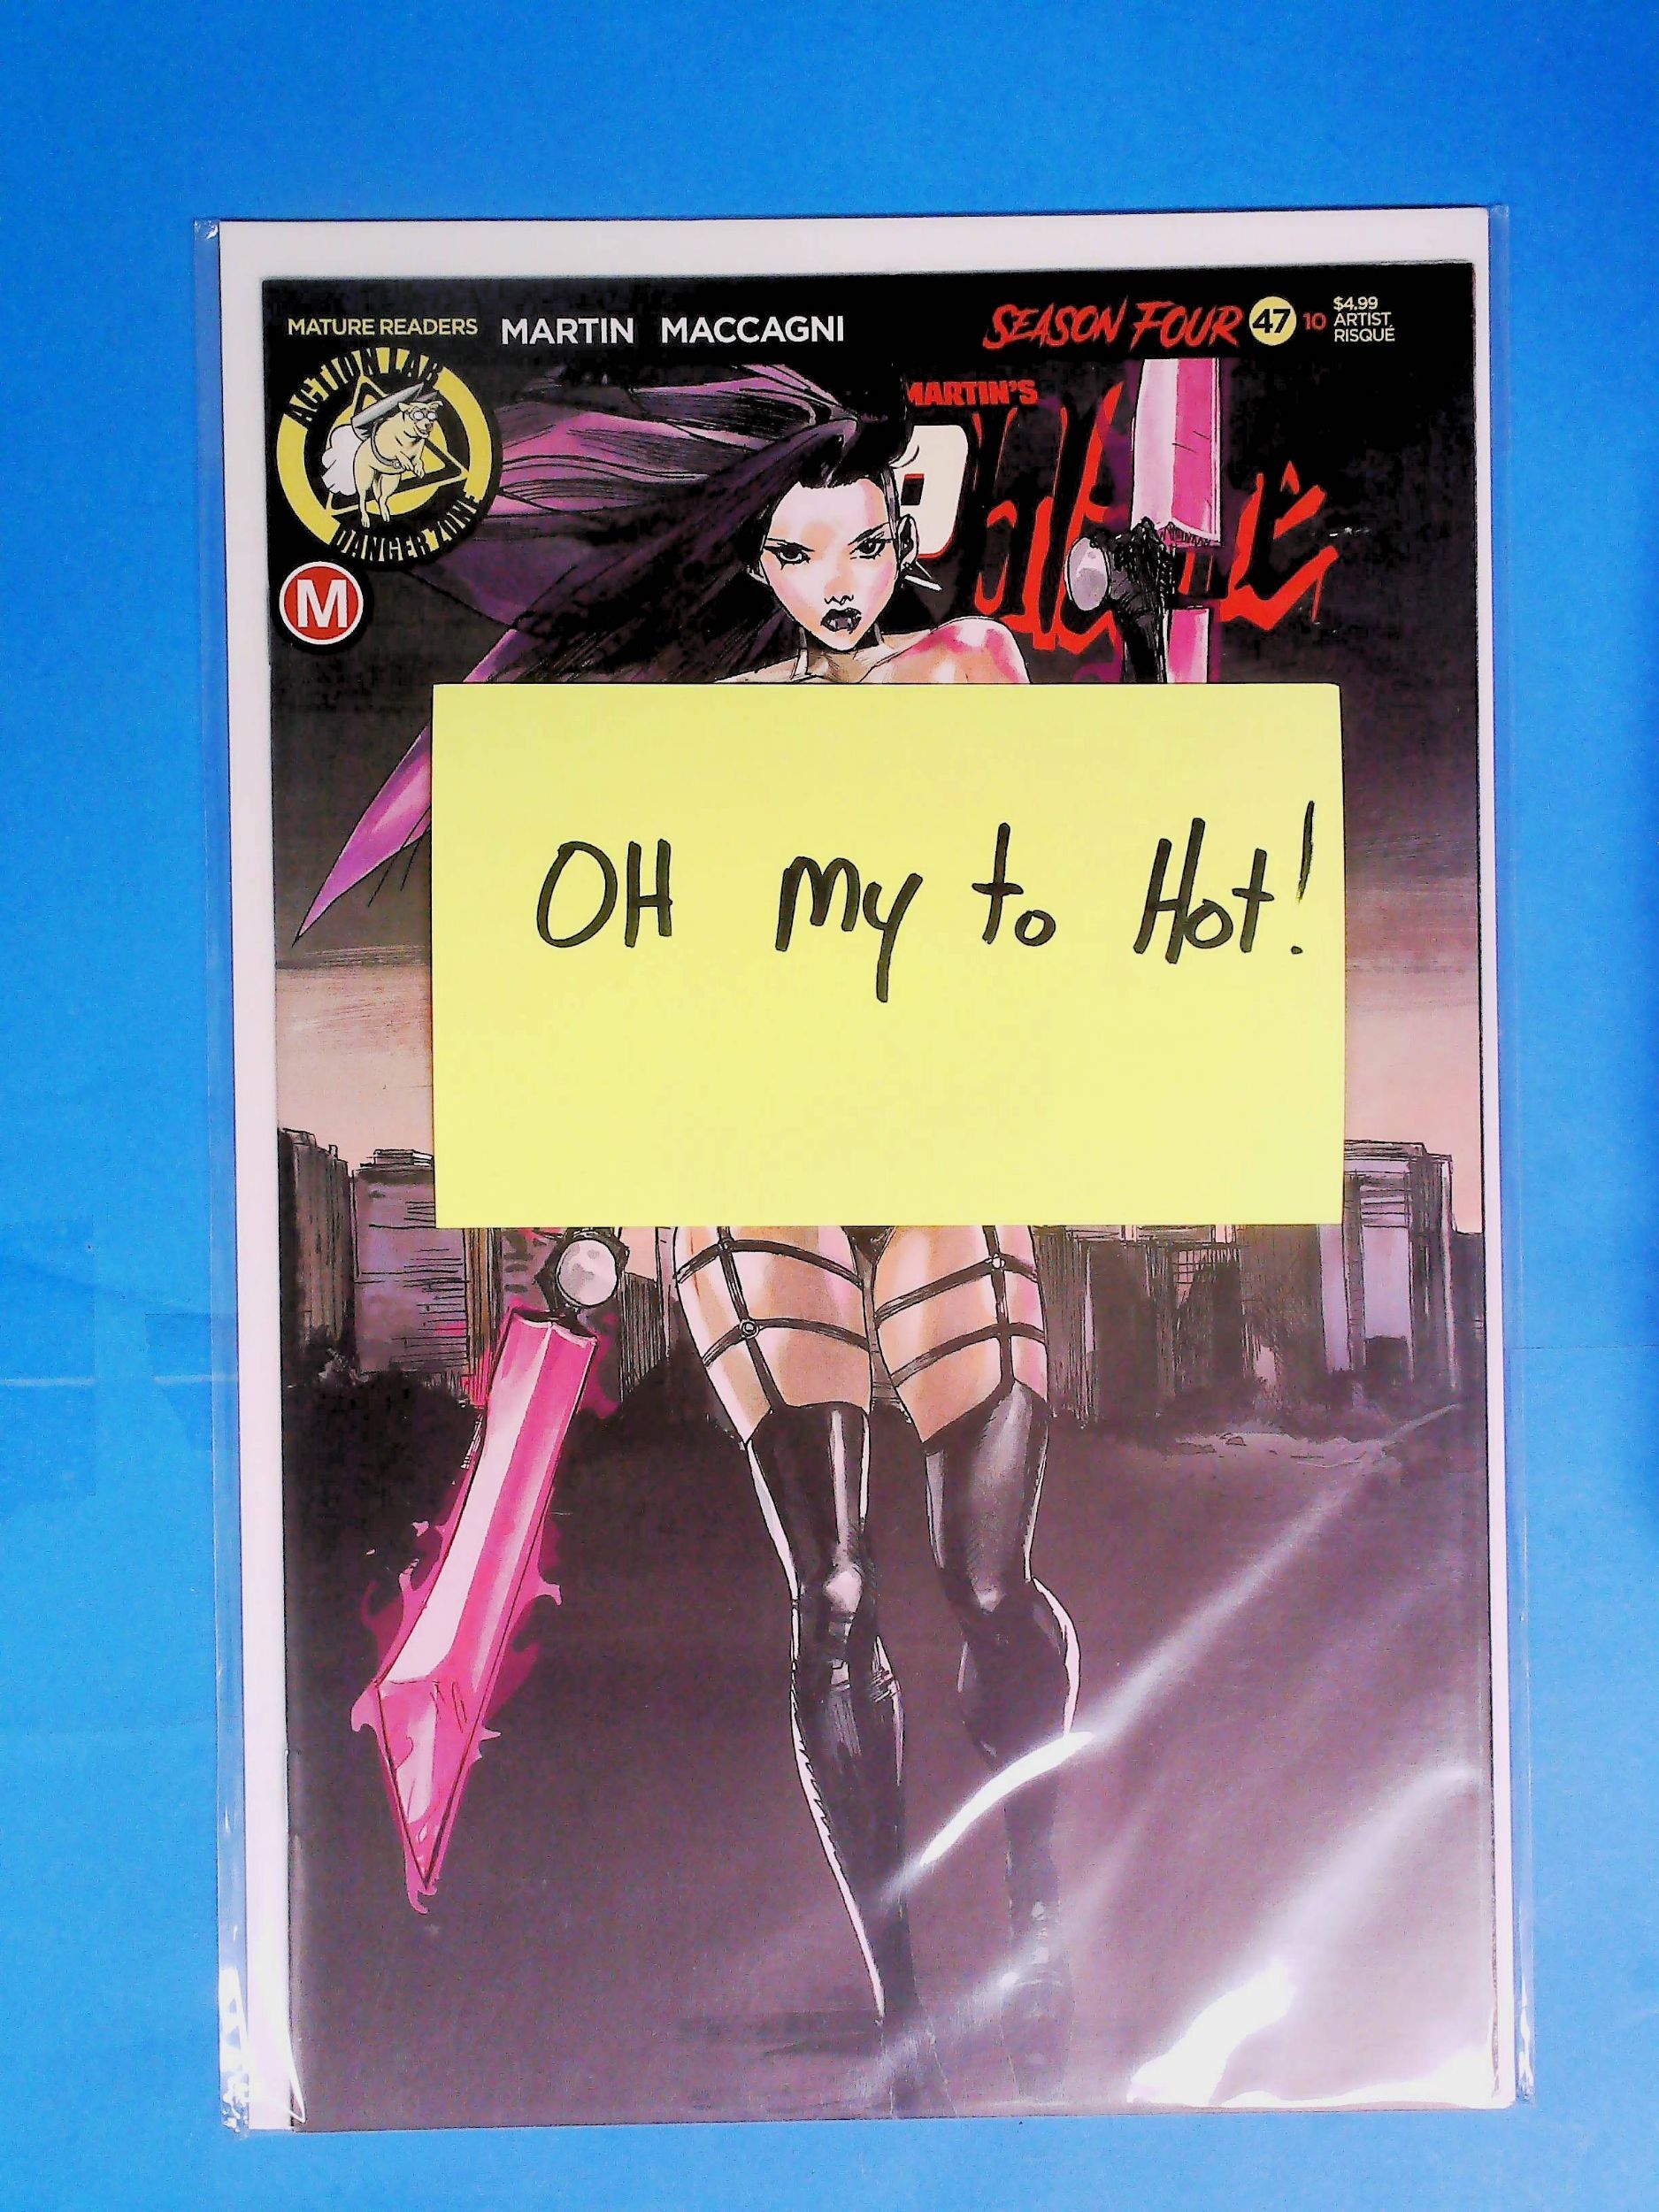 MATURE READERS MARTIN MACCAGNI SEASON FOUR 47 10 $4.99
ARTIST
RISQUÉ
ACTION LAB
DANGER ZONE
M
MARTIN'S
OH My to Hot!